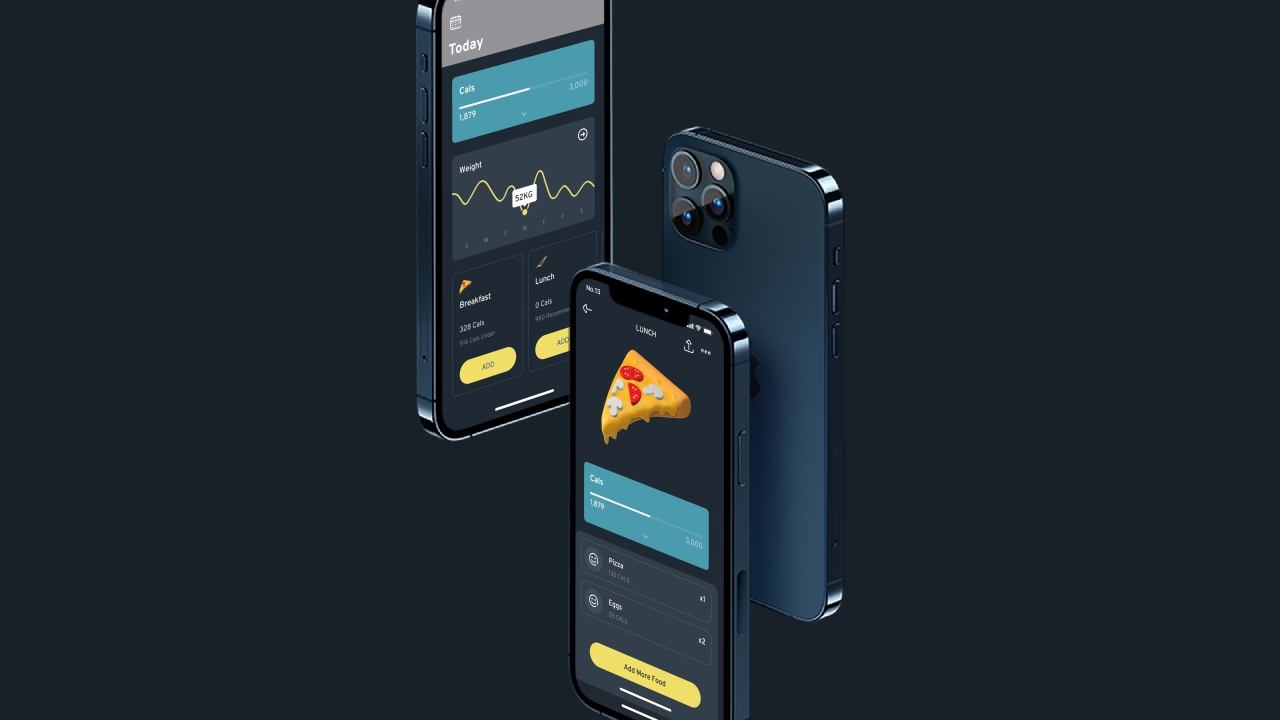 Today
Cals
3,000
1,879
Weight
52KG
S M T W T F S
Breakfast
328 Cals
516 Cals Under
ADD
Lunch
0 Cals
980 Recomme
ADD
No.13
LUNCH
Cals
1,879
3,000
Pizza
135 CALS
x1
Eggs
35 CALS
x2
Add More Food